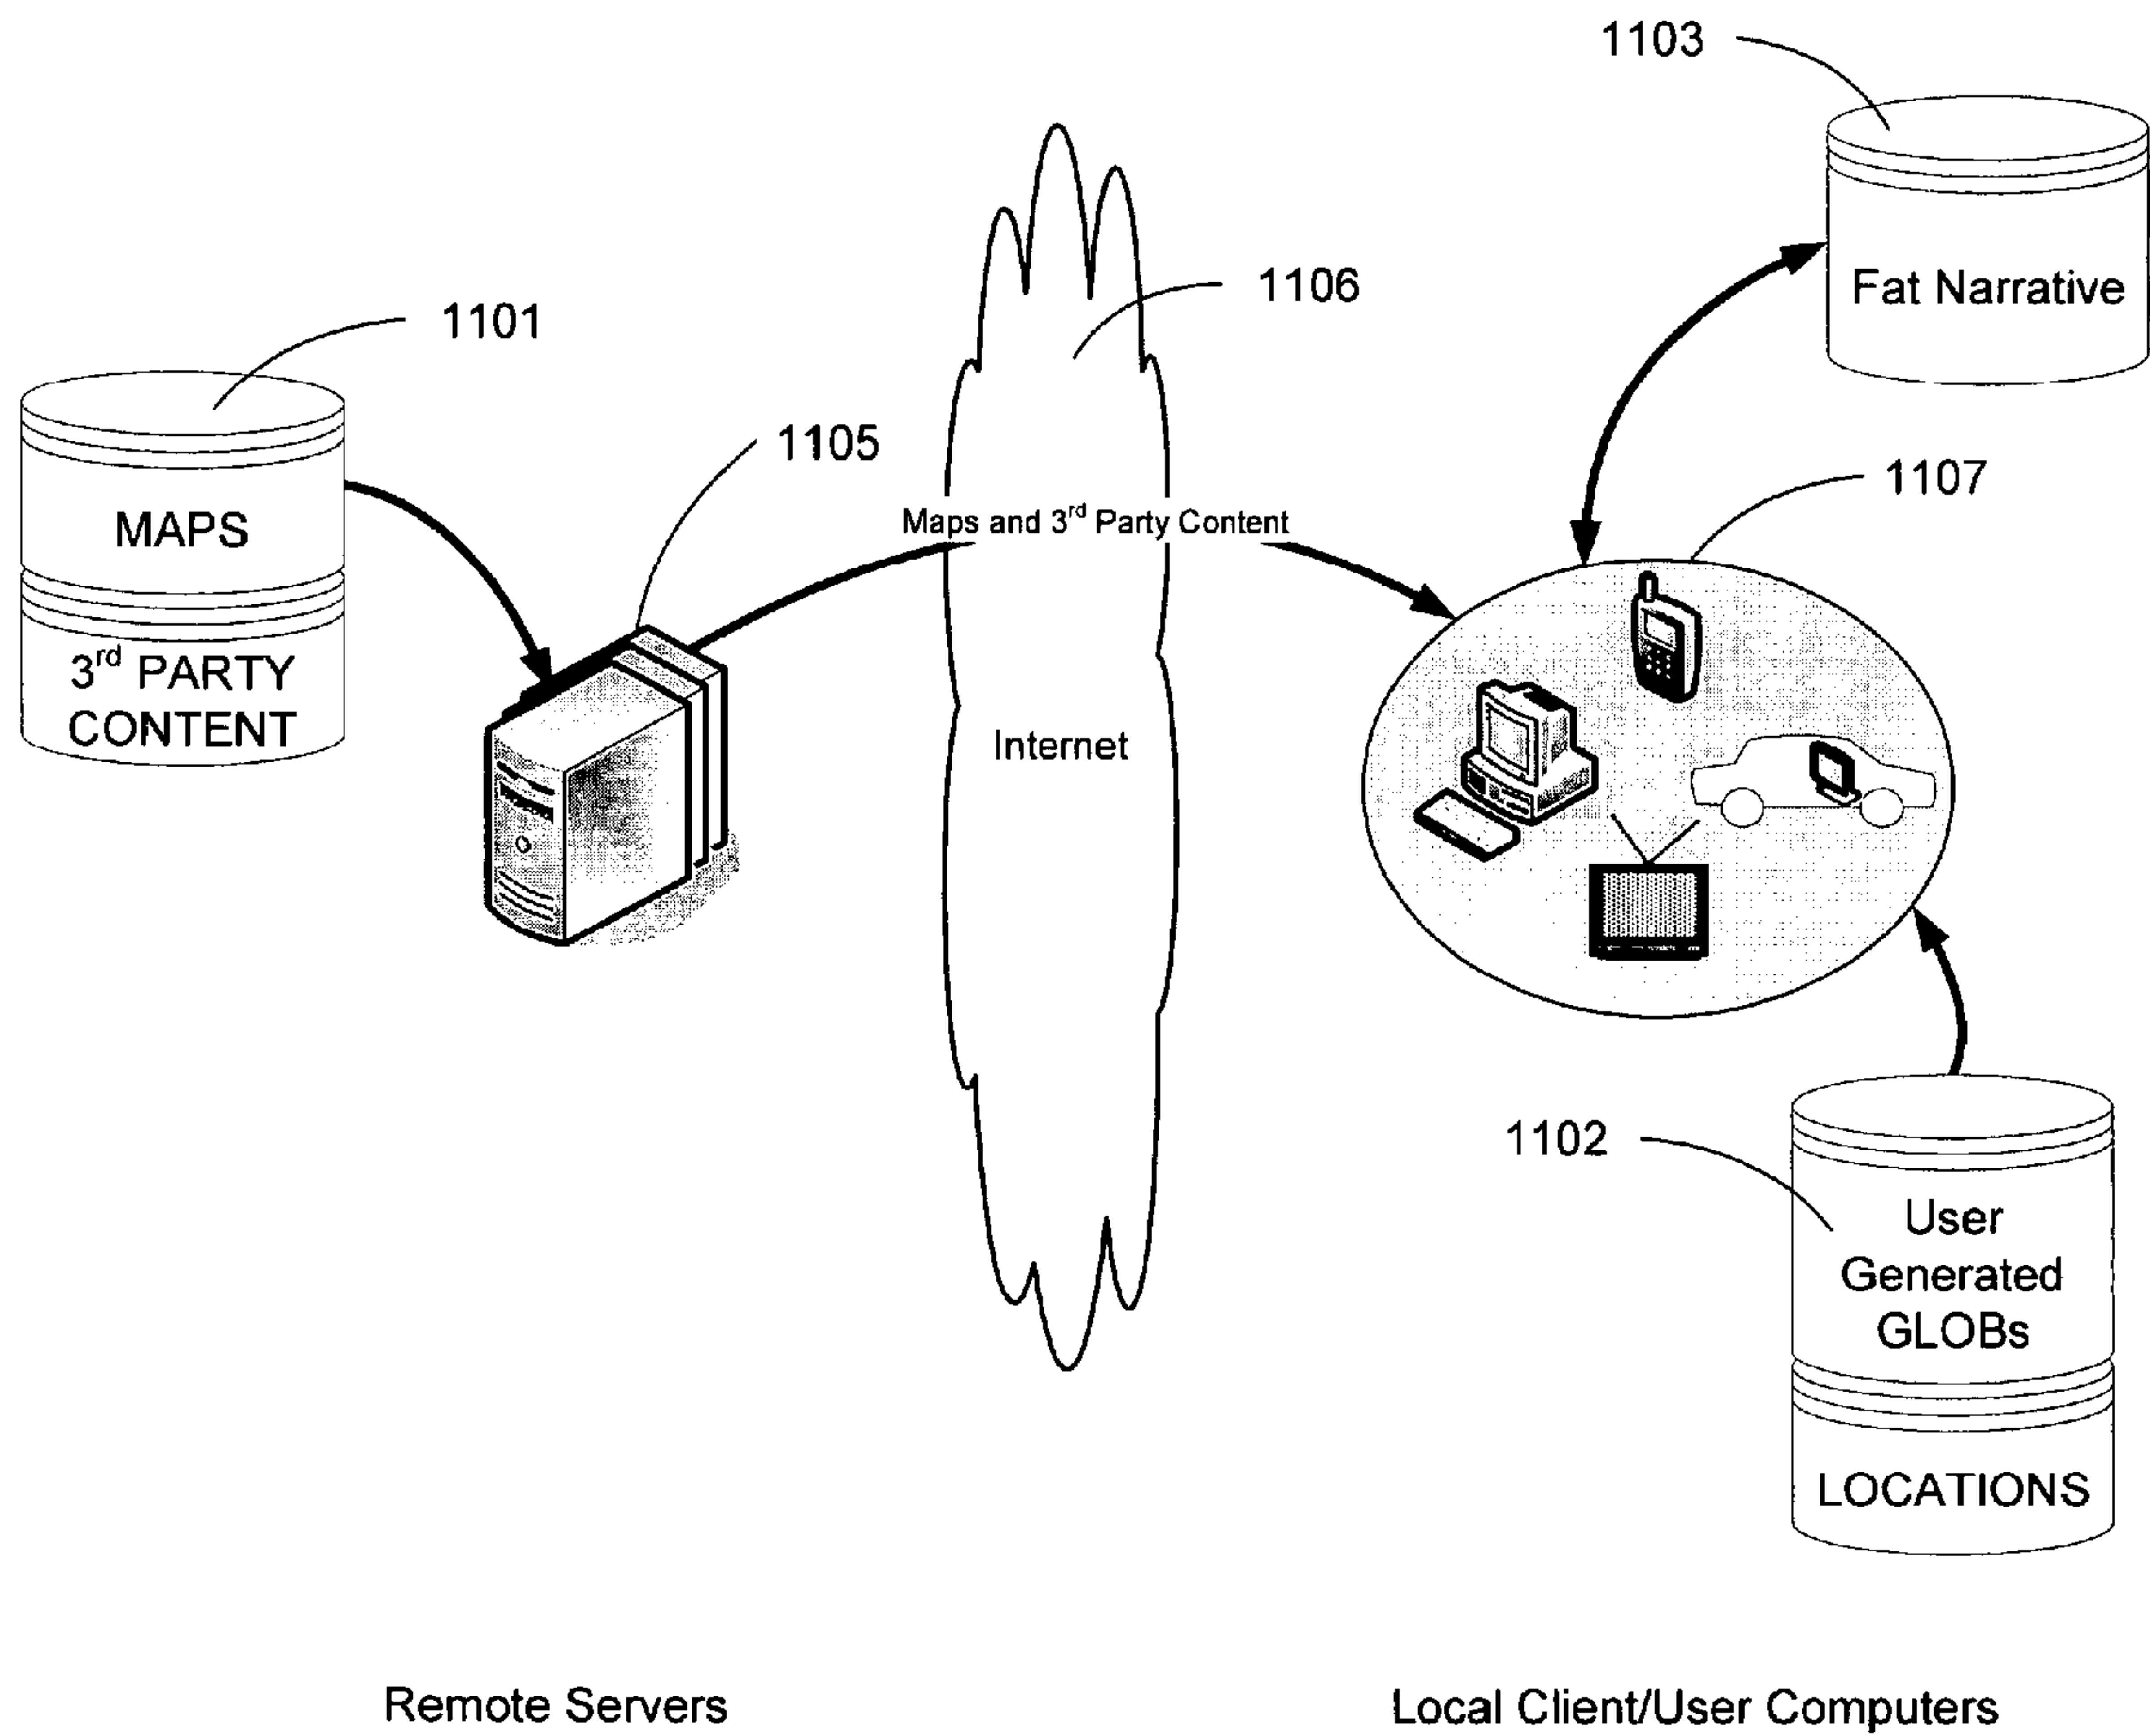 1103
Fat Narrative
1106
1101
1105
1107
MAPS
Maps and 3rd Party Content
3rd PARTY
CONTENT
Internet
1102
User
Generated
GLOBs
LOCATIONS
Remote Servers
Local Client/User Computers